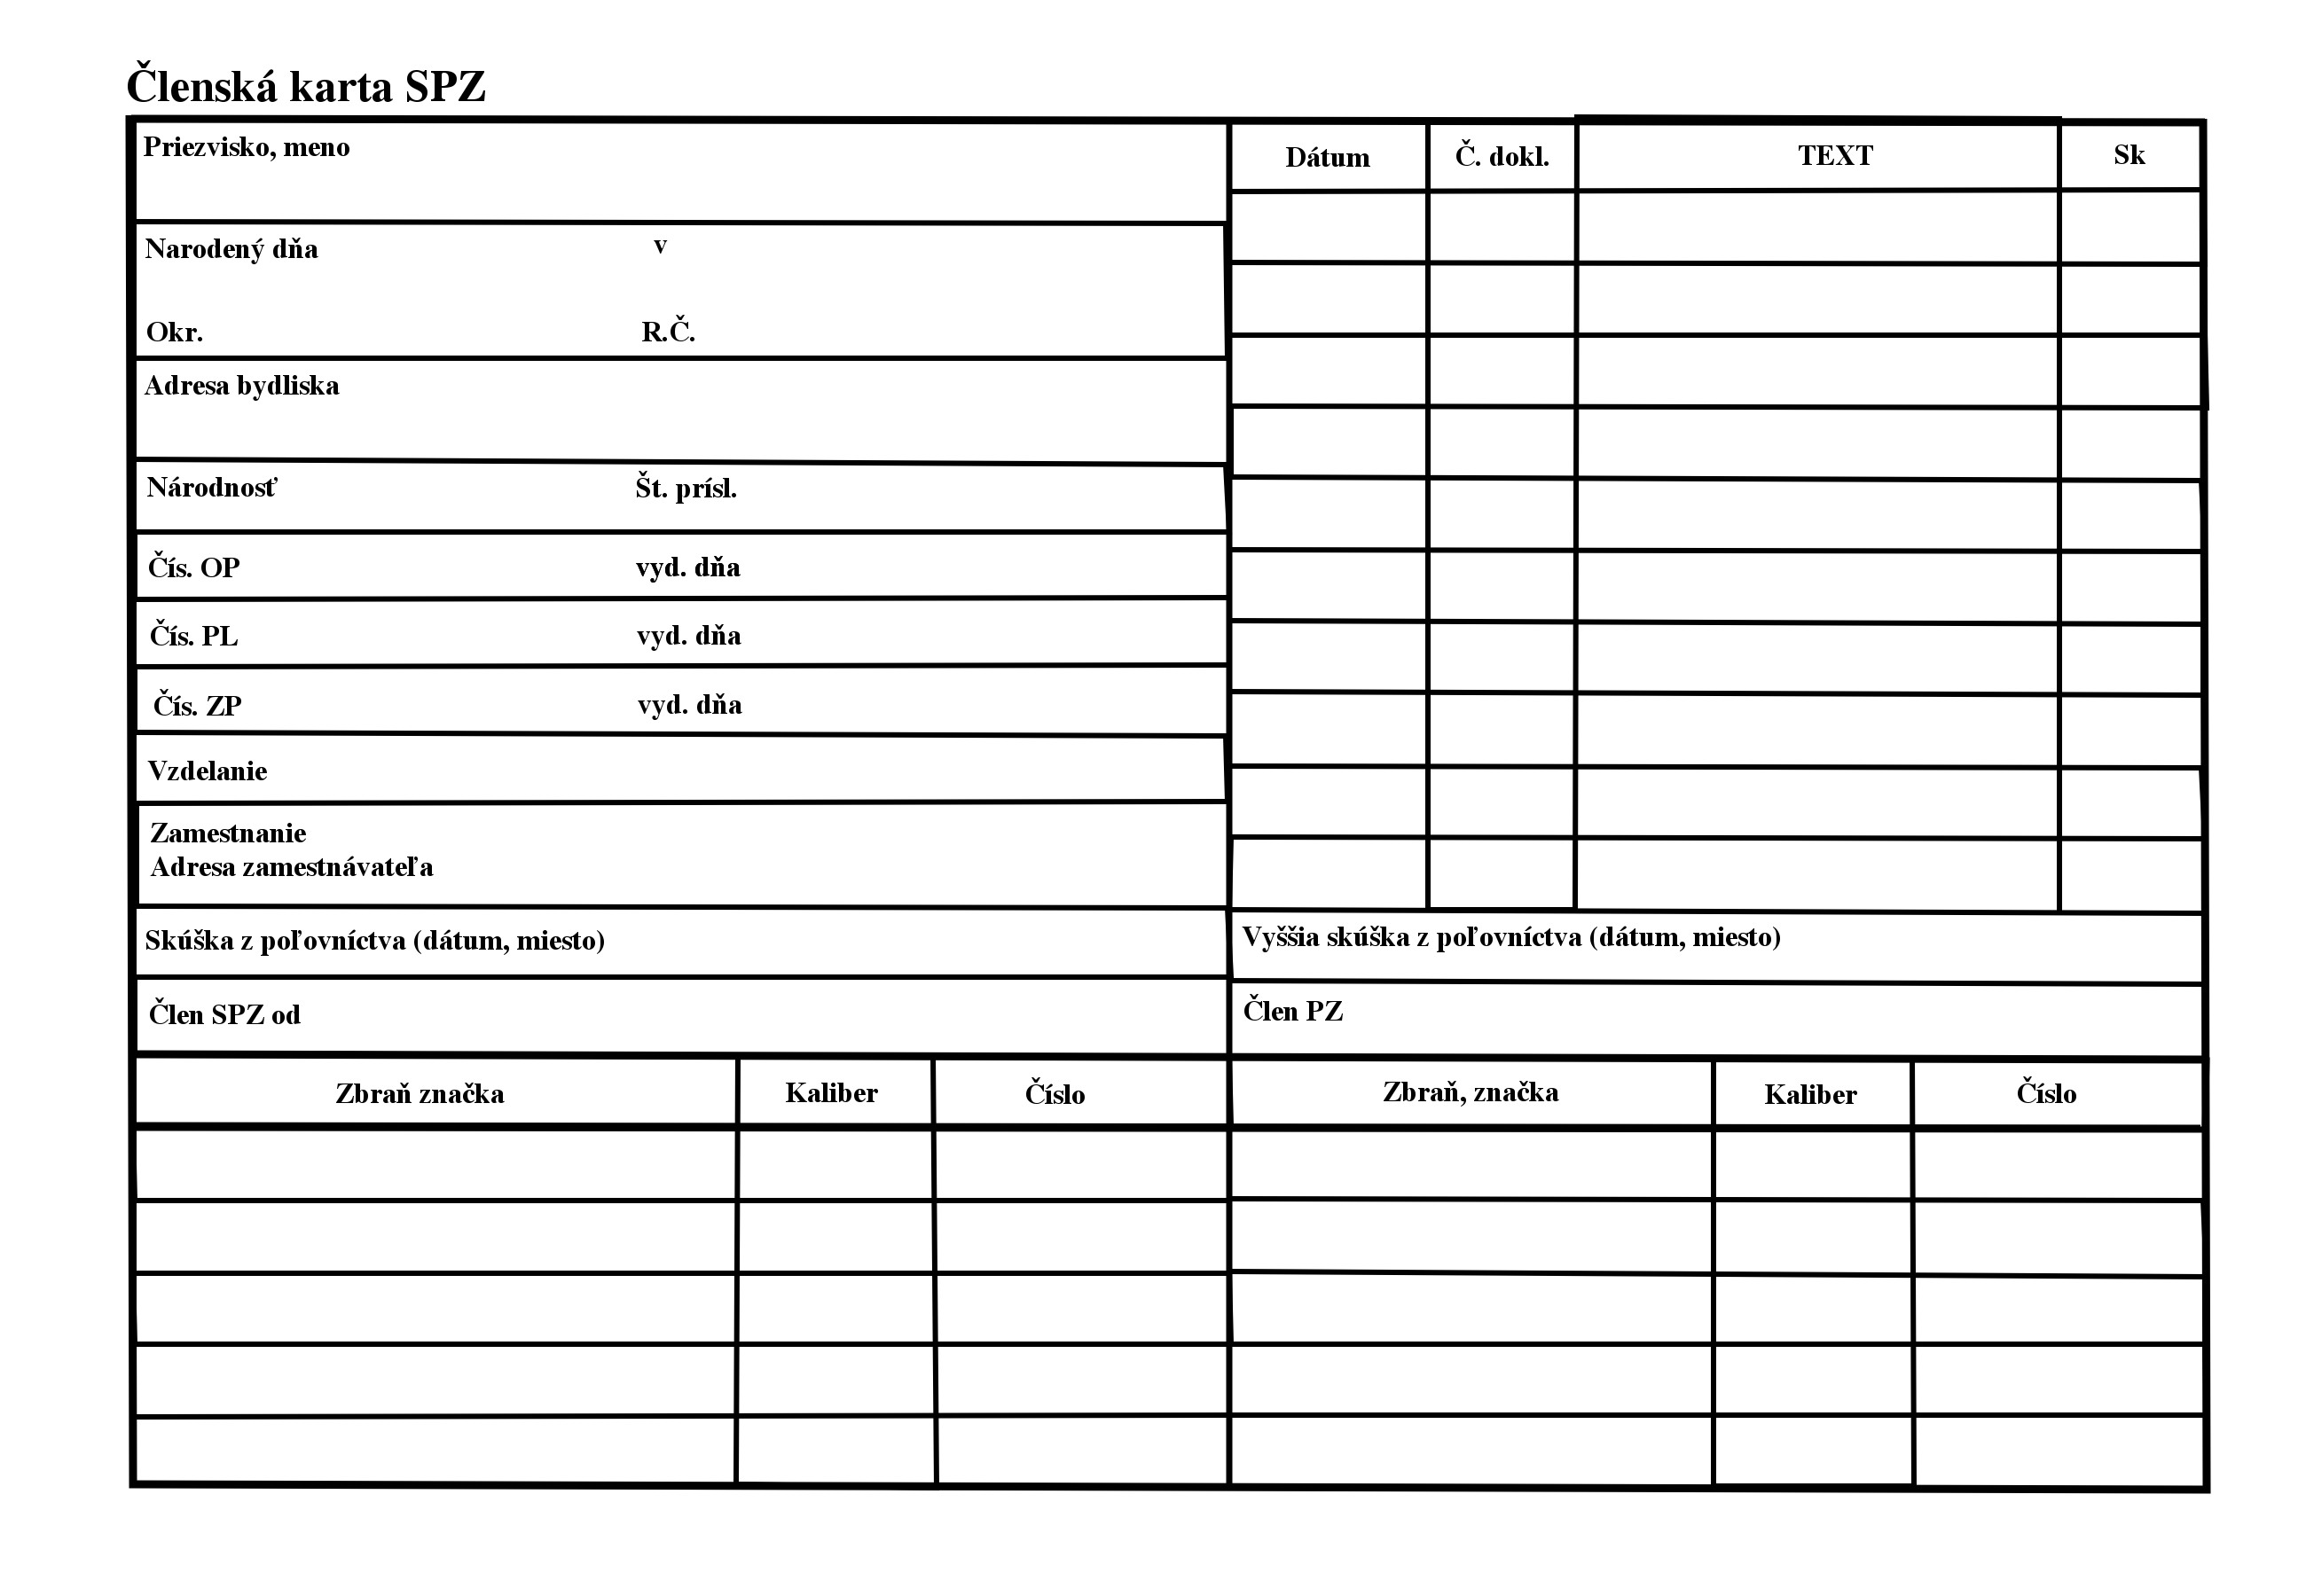 Členská karta SPZ
Priezvisko, meno
Dátum Č. dokl. TEXT Sk
Narodený dňa v
Okr. R.Č.
Adresa bydliska
Národnosť Št. prísl.
Čís. OP vyd. dňa
Čís. PL vyd. dňa
Čís. ZP vyd. dňa
Vzdelanie
Zamestnanie
Adresa zamestnávateľa
Skúška z poľovníctva (dátum, miesto) Vyššia skúška z poľovníctva (dátum, miesto)
Člen SPZ od Člen PZ
Zbraň značka Kaliber Číslo Zbraň, značka Kaliber Číslo